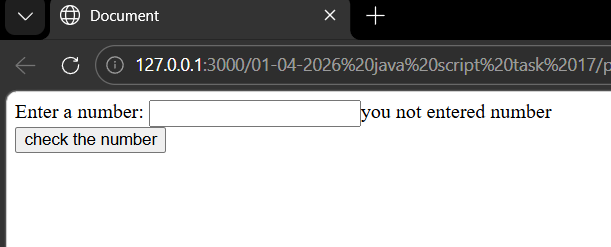 Document
127.0.0.1:3000/01-04-2026%20java%20script%20task%2017/p
Enter a number: you not entered number
check the number